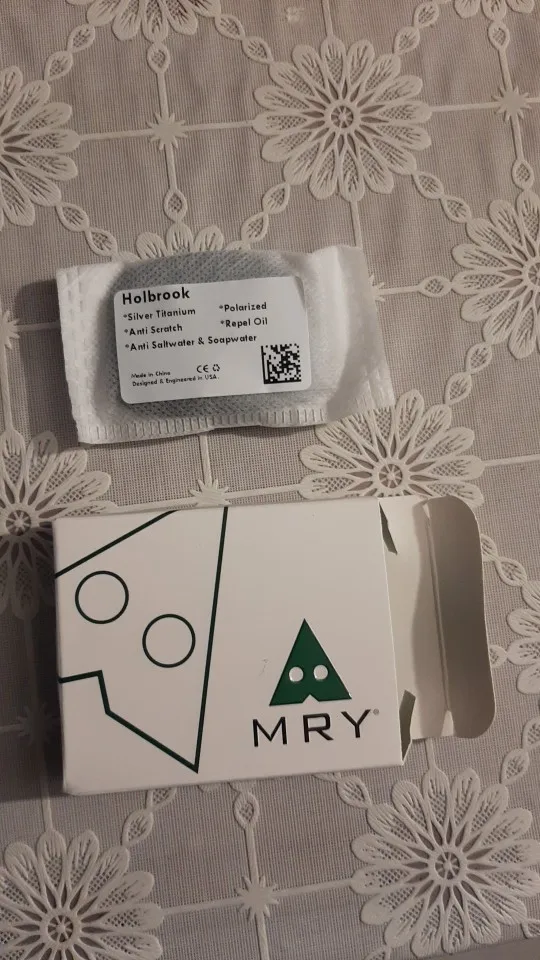 Holbrook
*Silver Titanium *Polarized
*Anti Scratch *Repel Oil
*Anti Saltwater & Soapwater
Made in China CE
Designed & Engineered in USA.
MRY®